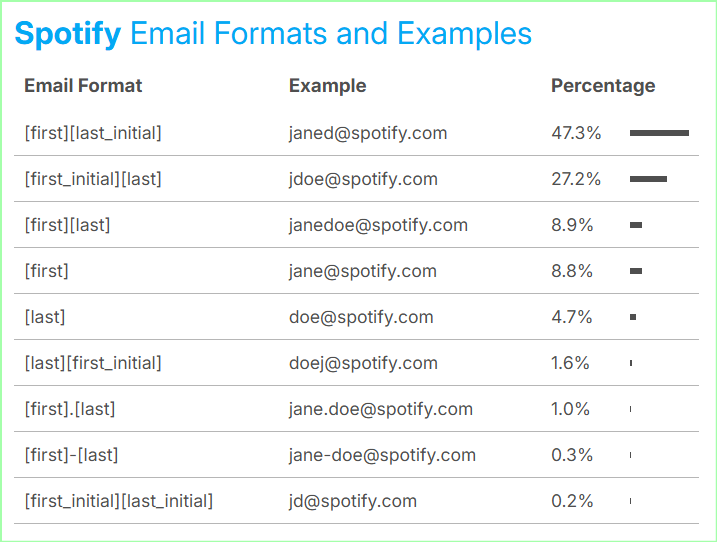 Spotify Email Formats and Examples
Email Format Example Percentage
[first][last_initial] janed@spotify.com 47.3%
[first_initial][last] jdoe@spotify.com 27.2%
[first][last] janedoe@spotify.com 8.9%
[first] jane@spotify.com 8.8%
[last] doe@spotify.com 4.7%
[last][first_initial] doej@spotify.com 1.6%
[first].[last] jane.doe@spotify.com 1.0%
[first]-[last] jane-doe@spotify.com 0.3%
[first_initial][last_initial] jd@spotify.com 0.2%